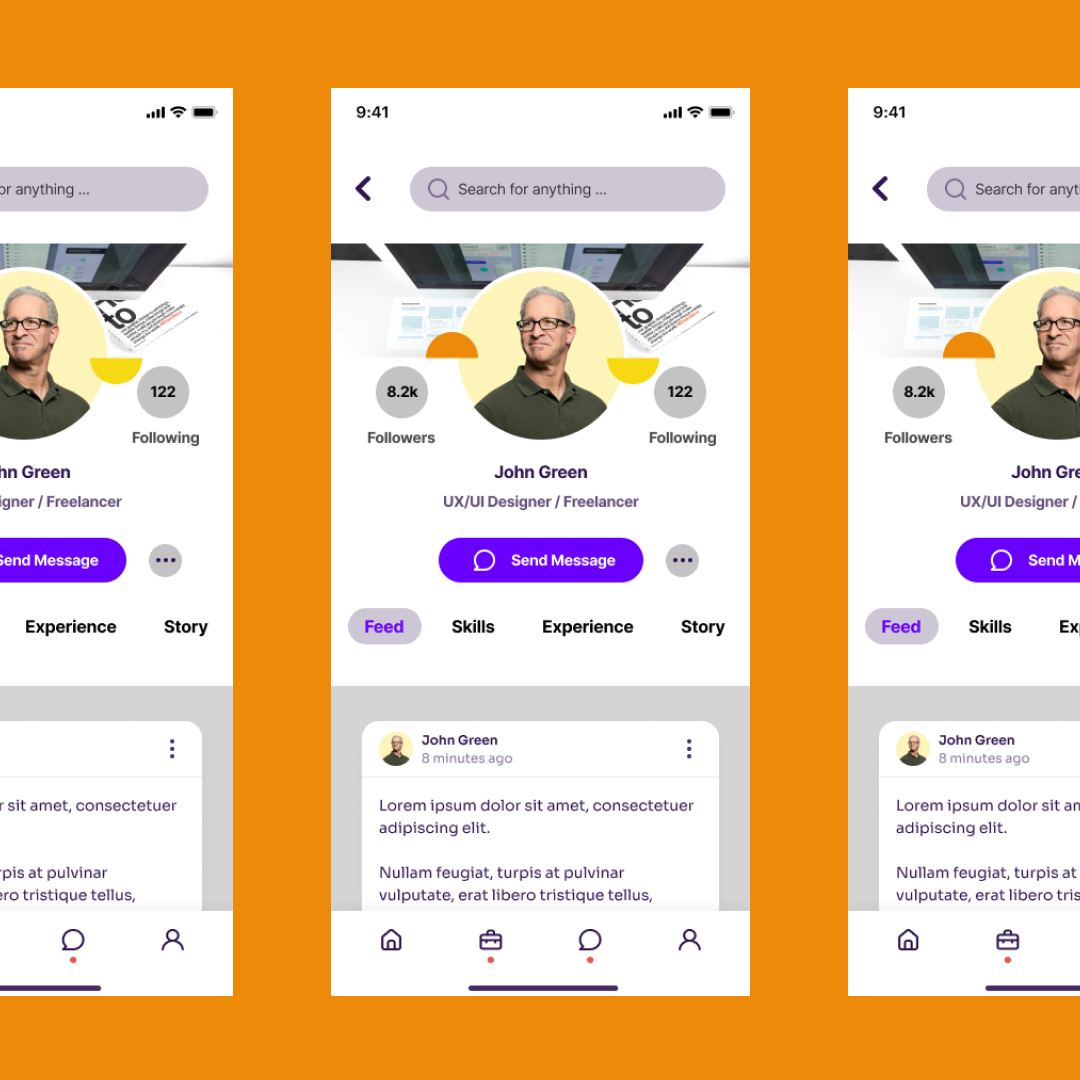 or anything ...
Following
122
hn Green
igner / Freelancer
Send Message
Experience
Story
r sit amet, consectetuer
rpis at pulvinar
ero tristique tellus,
9:41
Search for anything ...
to
8.2k
122
Followers
Following
John Green
UX/UI Designer / Freelancer
Send Message
Feed
Skills
Experience
Story
John Green
8 minutes ago
Lorem ipsum dolor sit amet, consectetuer
adipiscing elit.
Nullam feugiat, turpis at pulvinar
vulputate, erat libero tristique tellus,
9:41
Search for anyt
8.2k
Followers
John Gre
UX/UI Designer /
Send M
Feed
Skills
Exp
John Green
8 minutes ago
Lorem ipsum dolor sit am
adipiscing elit.
Nullam feugiat, turpis at
vulputate, erat libero tris